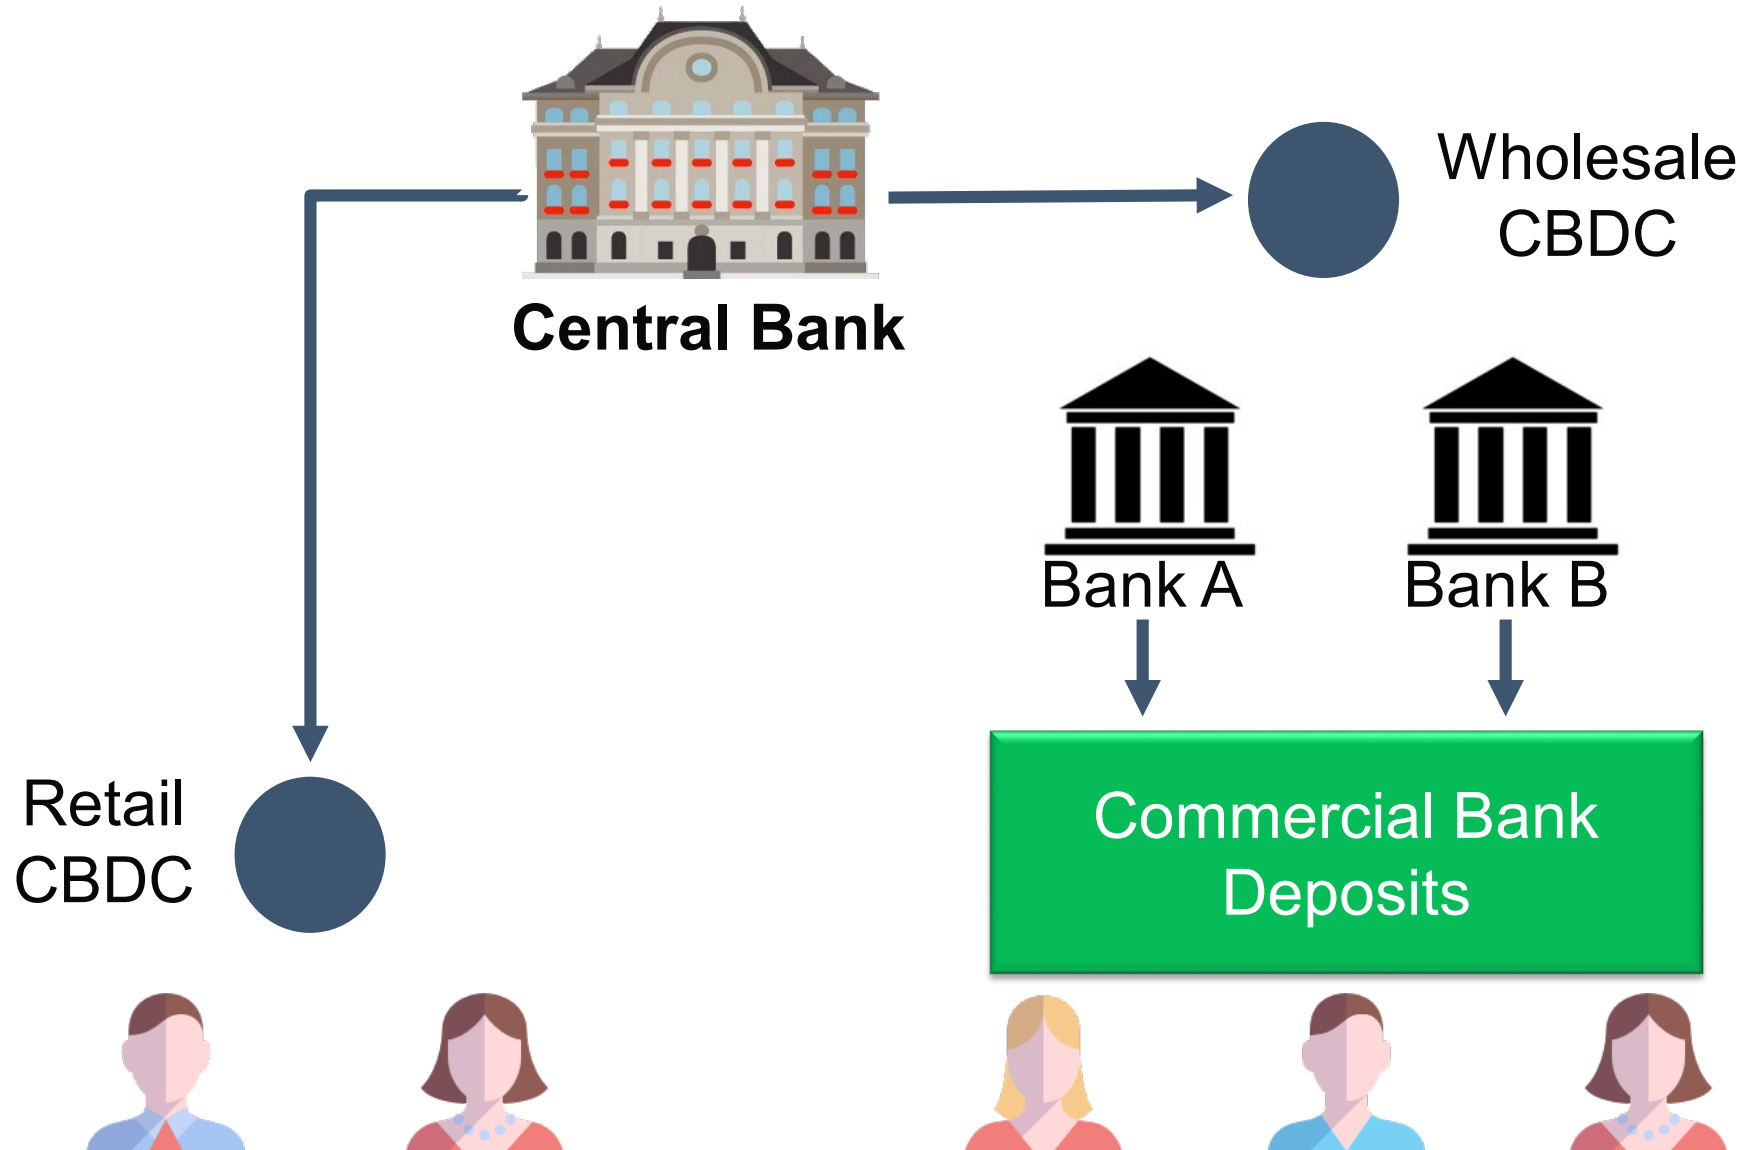 Central Bank
Wholesale
CBDC
Bank A
Bank B
Retail
CBDC
Commercial Bank
Deposits